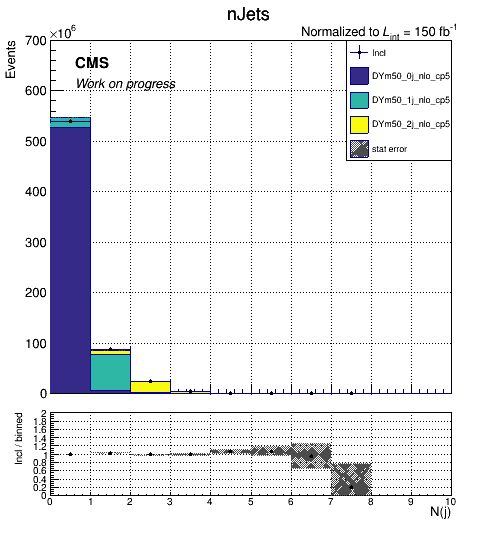 nJets
Normalized to L_int = 150 fb^-1
×10^6
Events
700
600
500
400
300
200
100
0
CMS
Work on progress
Incl
DYm50_0j_nlo_cp5
DYm50_1j_nlo_cp5
DYm50_2j_nlo_cp5
stat error
Incl / binned
2
1.8
1.6
1.4
1.2
1
0.8
0.6
0.4
0.2
0
0 1 2 3 4 5 6 7 8 9 10
N(j)